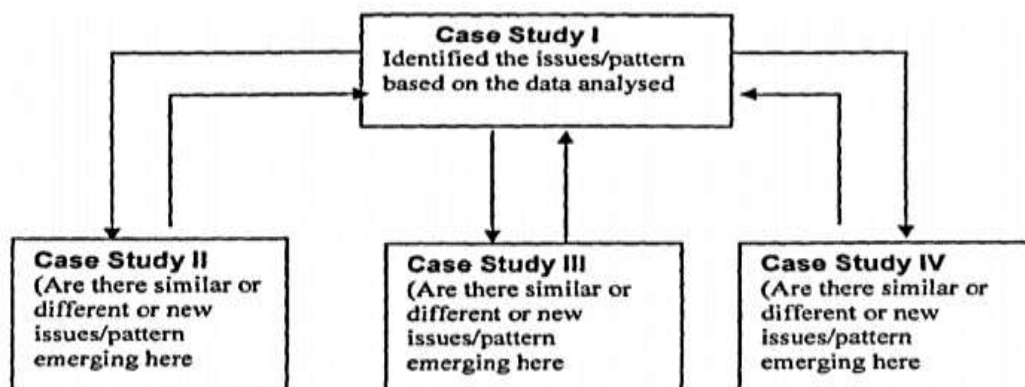 Case Study I
Identified the issues/pattern
based on the data analysed
Case Study II
(Are there similar or
different or new
issues/pattern
emerging here
Case Study III
(Are there similar or
different or new
issues/pattern
emerging here
Case Study IV
(Are there similar or
different or new
issues/pattern
emerging here